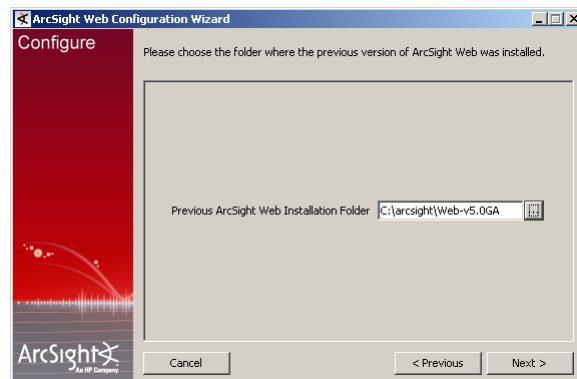 ArcSight Web Configuration Wizard
Configure
Please choose the folder where the previous version of ArcSight Web was installed.
Previous ArcSight Web Installation Folder C:\arcsight\Web-v5.0GA ...
ArcSight
An HP Company
Cancel < Previous Next >